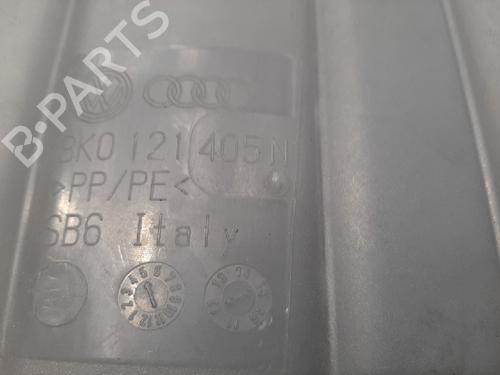 B-PARTS
8K0 121 405 N
>PP/PE<
SB6 Italy